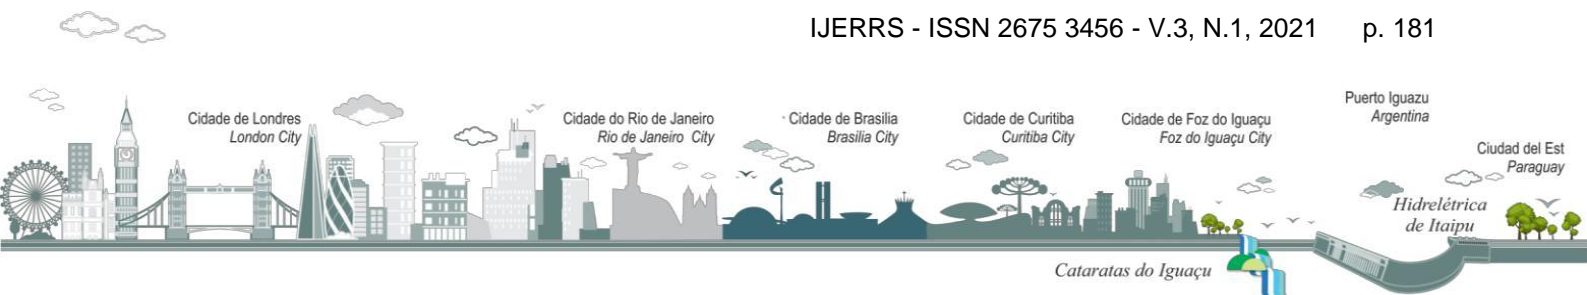 IJERRS - ISSN 2675 3456 - V.3, N.1, 2021 p. 181
Cidade de Londres
London City
Cidade do Rio de Janeiro
Rio de Janeiro City
Cidade de Brasilia
Brasilia City
Cidade de Curitiba
Curitiba City
Cidade de Foz do Iguaçu
Foz do Iguaçu City
Puerto Iguazu
Argentina
Ciudad del Est
Paraguay
Hidrelétrica
de Itaipu
Cataratas do Iguaçu